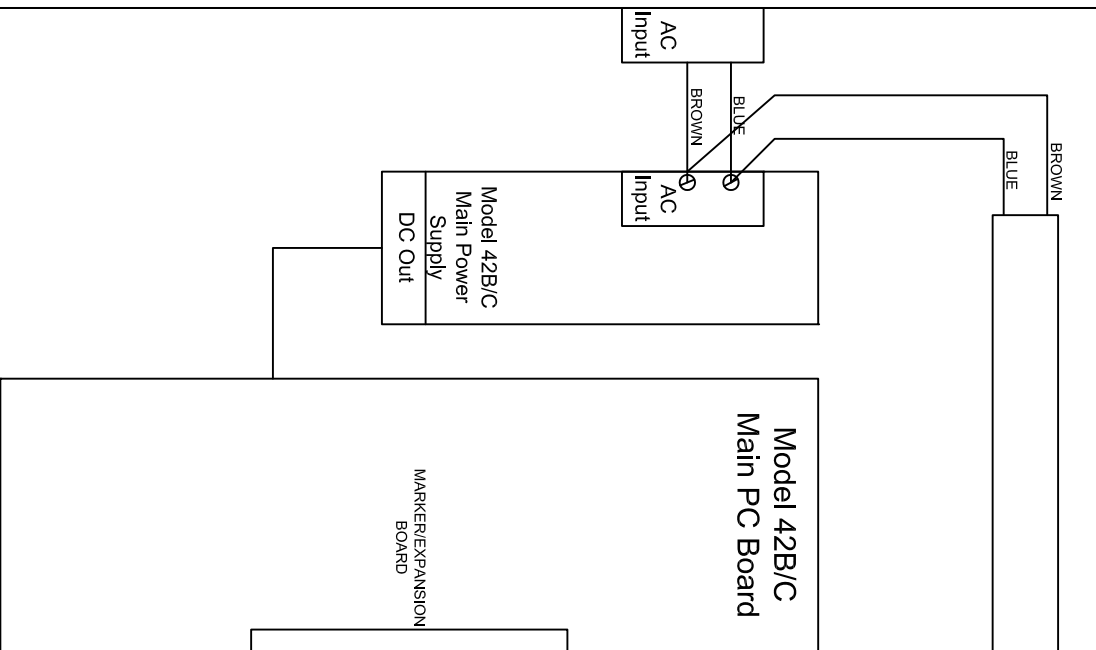 AC
Input
BROWN
BLUE
BLUE
BROWN
AC
Input
Model 42B/C
Main Power
Supply
DC Out
Model 42B/C
Main PC Board
MARKER/EXPANSION
BOARD